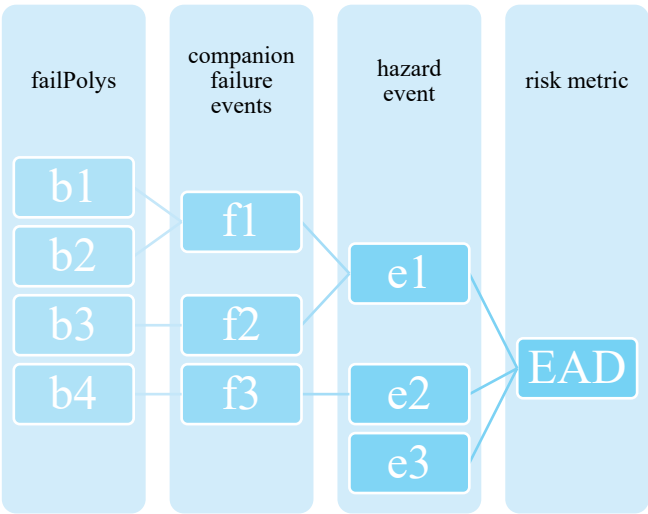 failPolys
companion
failure
events
hazard
event
risk metric
b1
b2
b3
b4
f1
f2
f3
e1
e2
e3
EAD